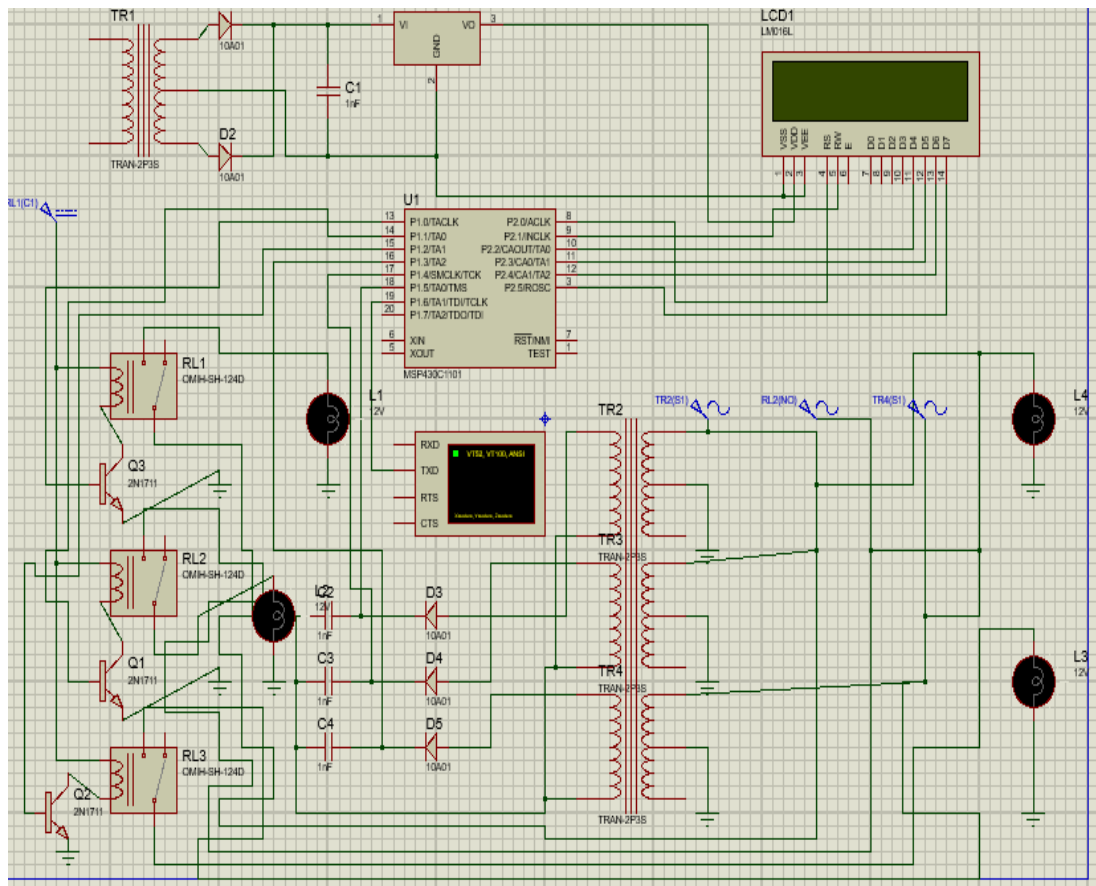 TR1
TRAN-2P3S
10A01
D2
10A01
C1
1nF
1
VI
VO
3
GND
2
LCD1
LM016L
VSS
VDD
VEE
RS
RW
E
D0
D1
D2
D3
D4
D5
D6
D7
1
2
3
4
5
6
7
8
9
10
11
12
13
14
RL1(C1)
U1
13
P1.0/TACLK
P2.0/ACLK
8
14
P1.1/TA0
P2.1/INCLK
9
15
P1.2/TA1
P2.2/CAOUT/TA0
10
16
P1.3/TA2
P2.3/CA0/TA1
11
17
P1.4/SMCLK/TCK
P2.4/CA1/TA2
12
18
P1.5/TA0/TMS
P2.5/ROSC
3
19
P1.6/TA1/TDI/TCLK
20
P1.7/TA2/TDO/TDI
6
XIN
RST/NMI
7
5
XOUT
TEST
1
MSP430C1101
RL1
OMIH-SH-124D
L1
12V
TR2(S1)
RL2(NO)
TR4(S1)
L4
12V
TR2
RXD
TXD
RTS
CTS
VT52, VT100, ANSI
Q3
2N1711
TR3
TRAN-2P3S
RL2
OMIH-SH-124D
12V
C2
1nF
D3
10A01
Q1
2N1711
C3
1nF
D4
10A01
TR4
TRAN-2P3S
L3
12V
C4
1nF
D5
10A01
RL3
OMIH-SH-124D
Q2
2N1711
TRAN-2P3S